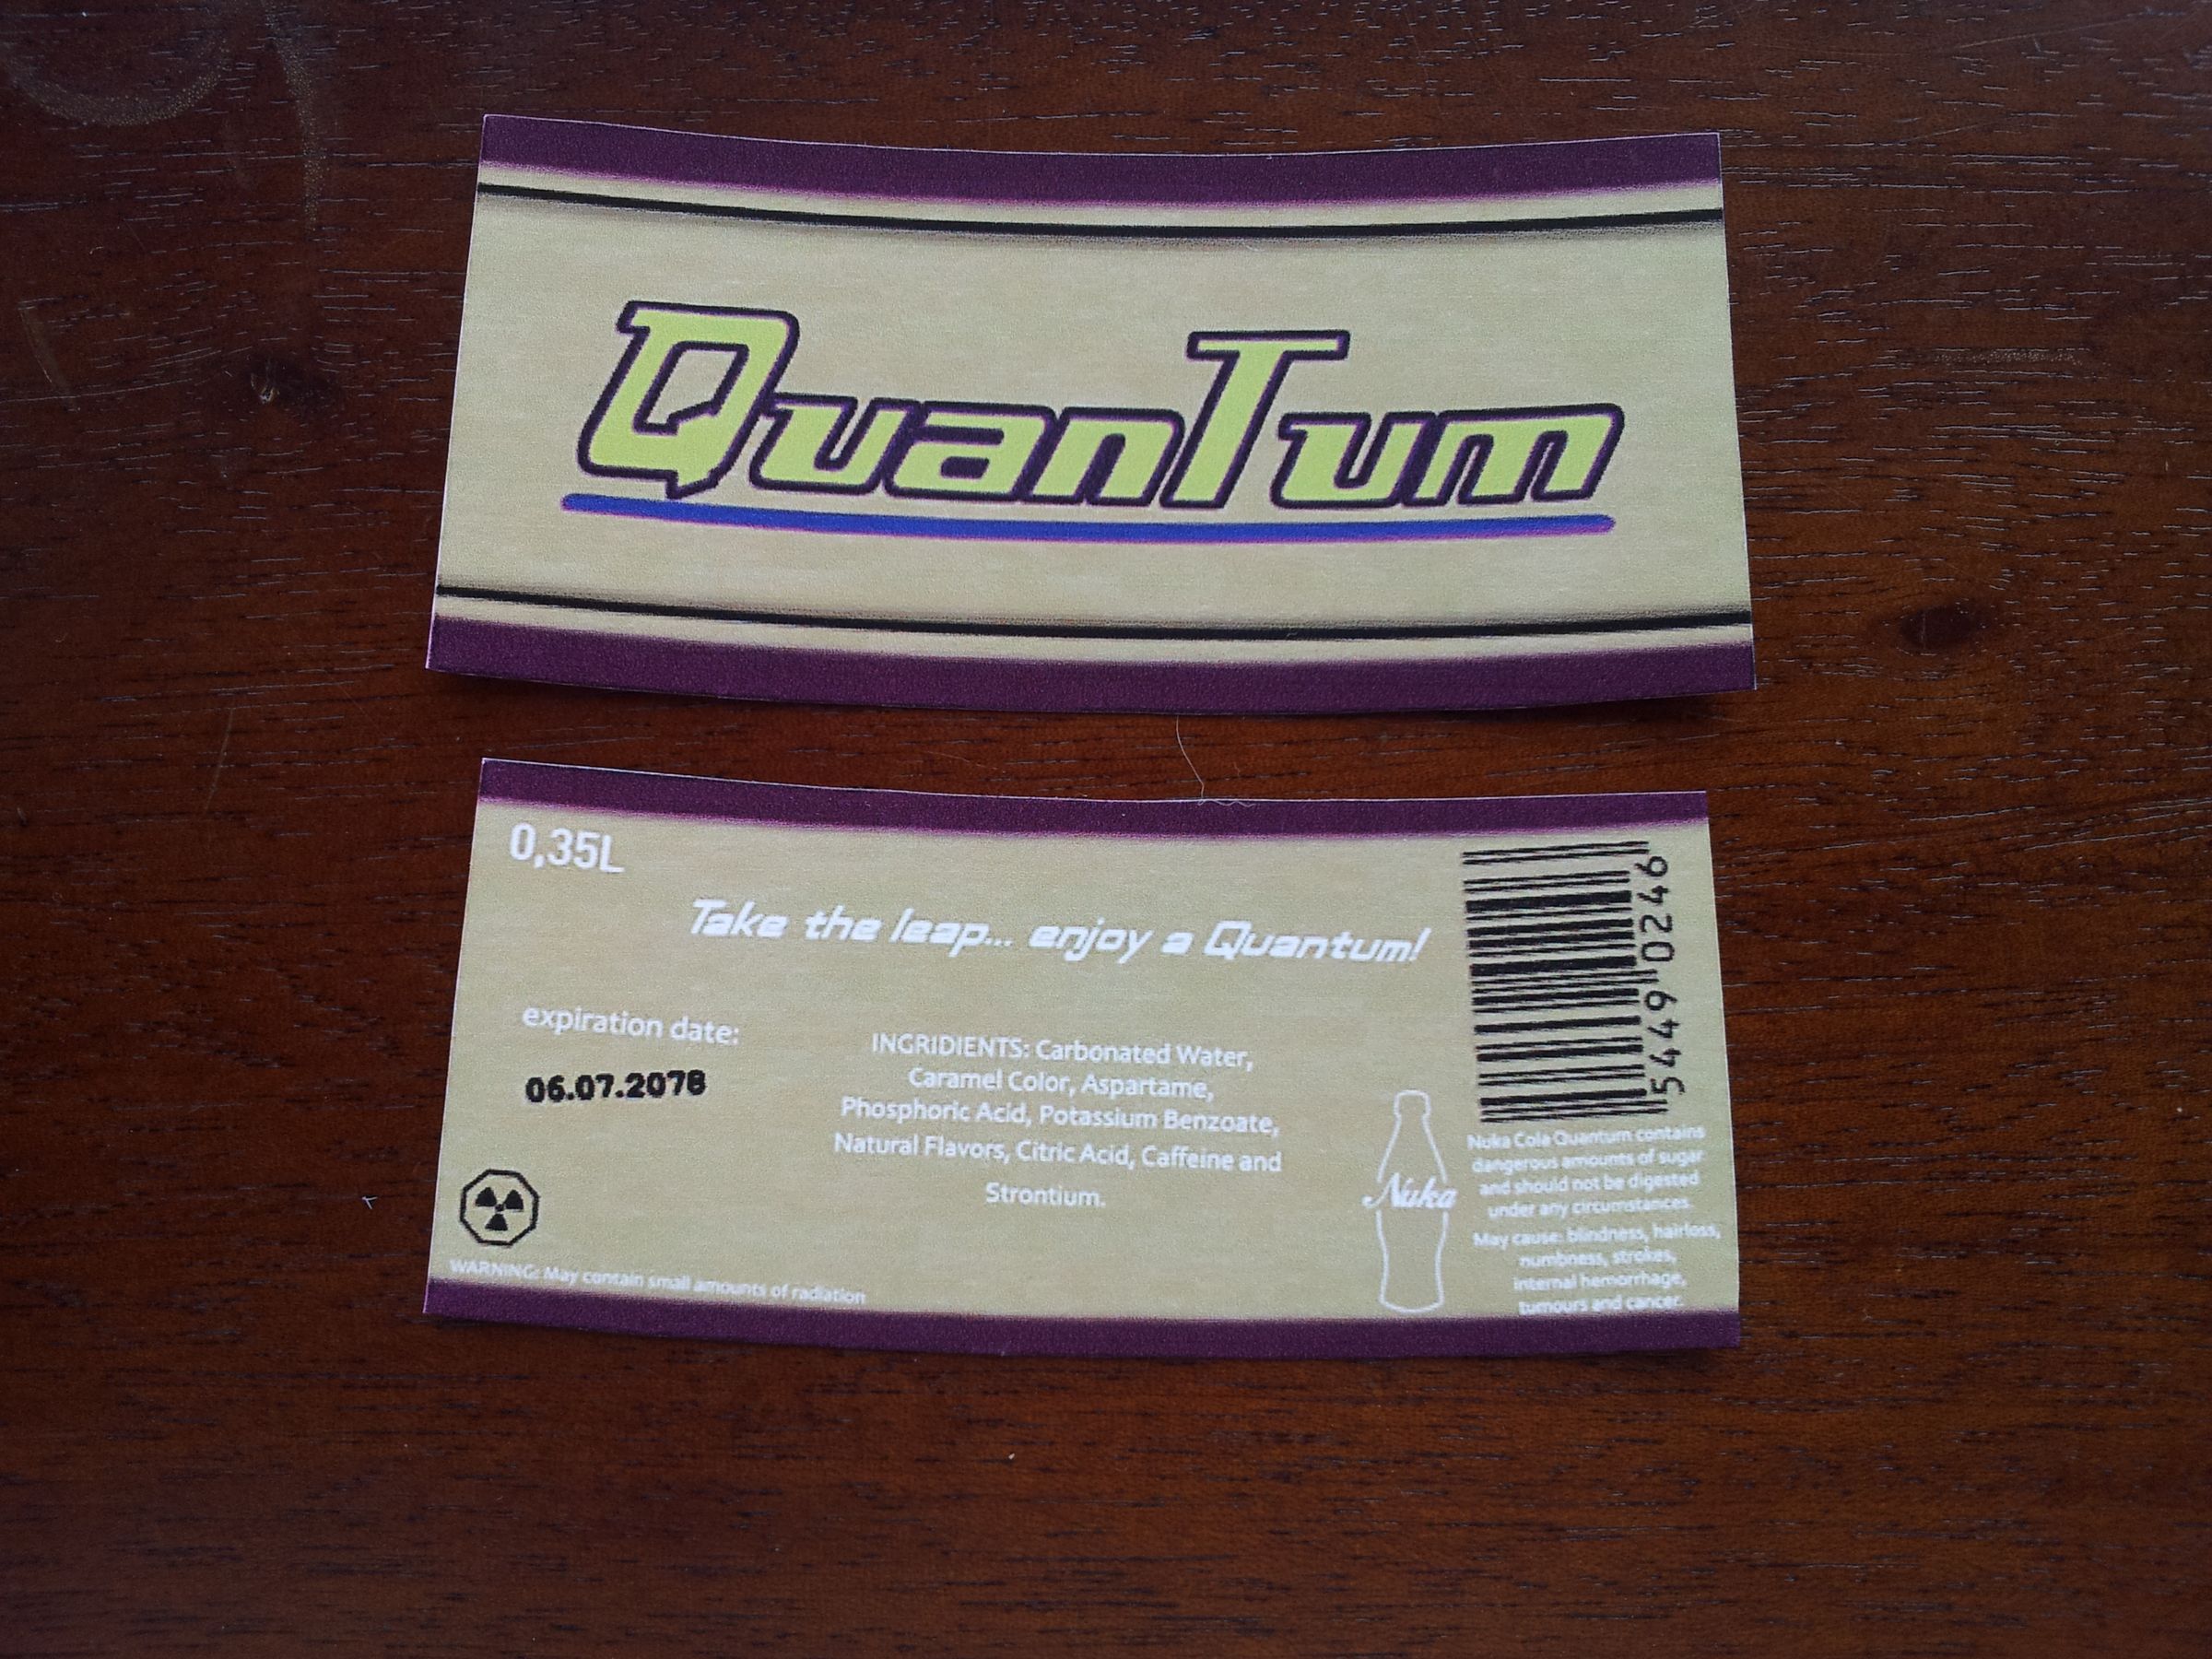 QuanTum
0,35L
Take the leap... enjoy a Quantum!
expiration date:
06.07.2078
INGRIDIENTS: Carbonated Water,
Caramel Color, Aspartame,
Phosphoric Acid, Potassium Benzoate,
Natural Flavors, Citric Acid, Caffeine and
Strontium.
WARNING: May contain small amounts of radiation
Nuka
5449 0246
Nuka Cola Quantum contains
dangerous amounts of sugar
and should not be digested
under any circumstances.
May cause: blindness, hairloss,
numbness, strokes,
internal hemorrhage,
tumours and cancer.